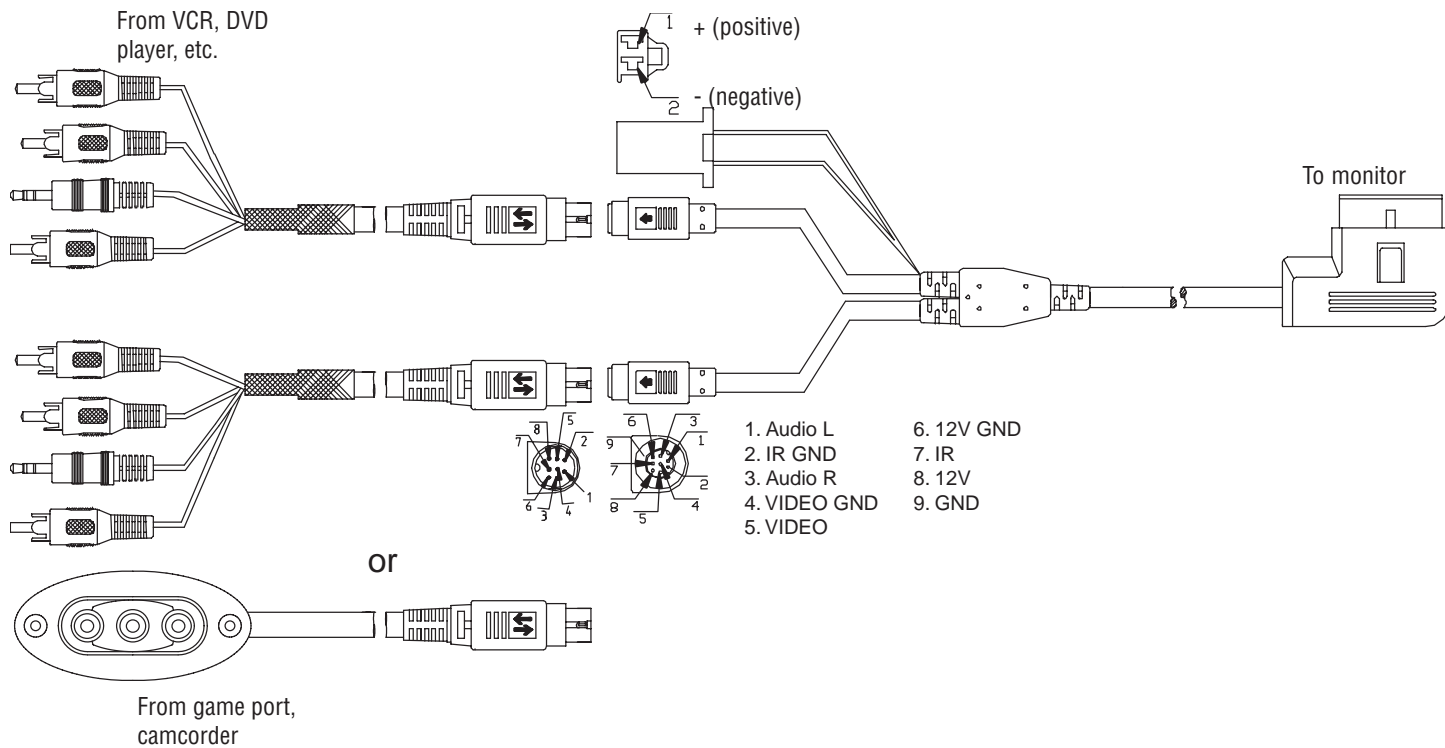 From VCR, DVD
player, etc.
1
+ (positive)
2
- (negative)
To monitor
8
5
7
2
6
3
4
1
6
3
9
1
7
2
8
5
4
1. Audio L
2. IR GND
3. Audio R
4. VIDEO GND
5. VIDEO
6. 12V GND
7. IR
8. 12V
9. GND
or
From game port,
camcorder